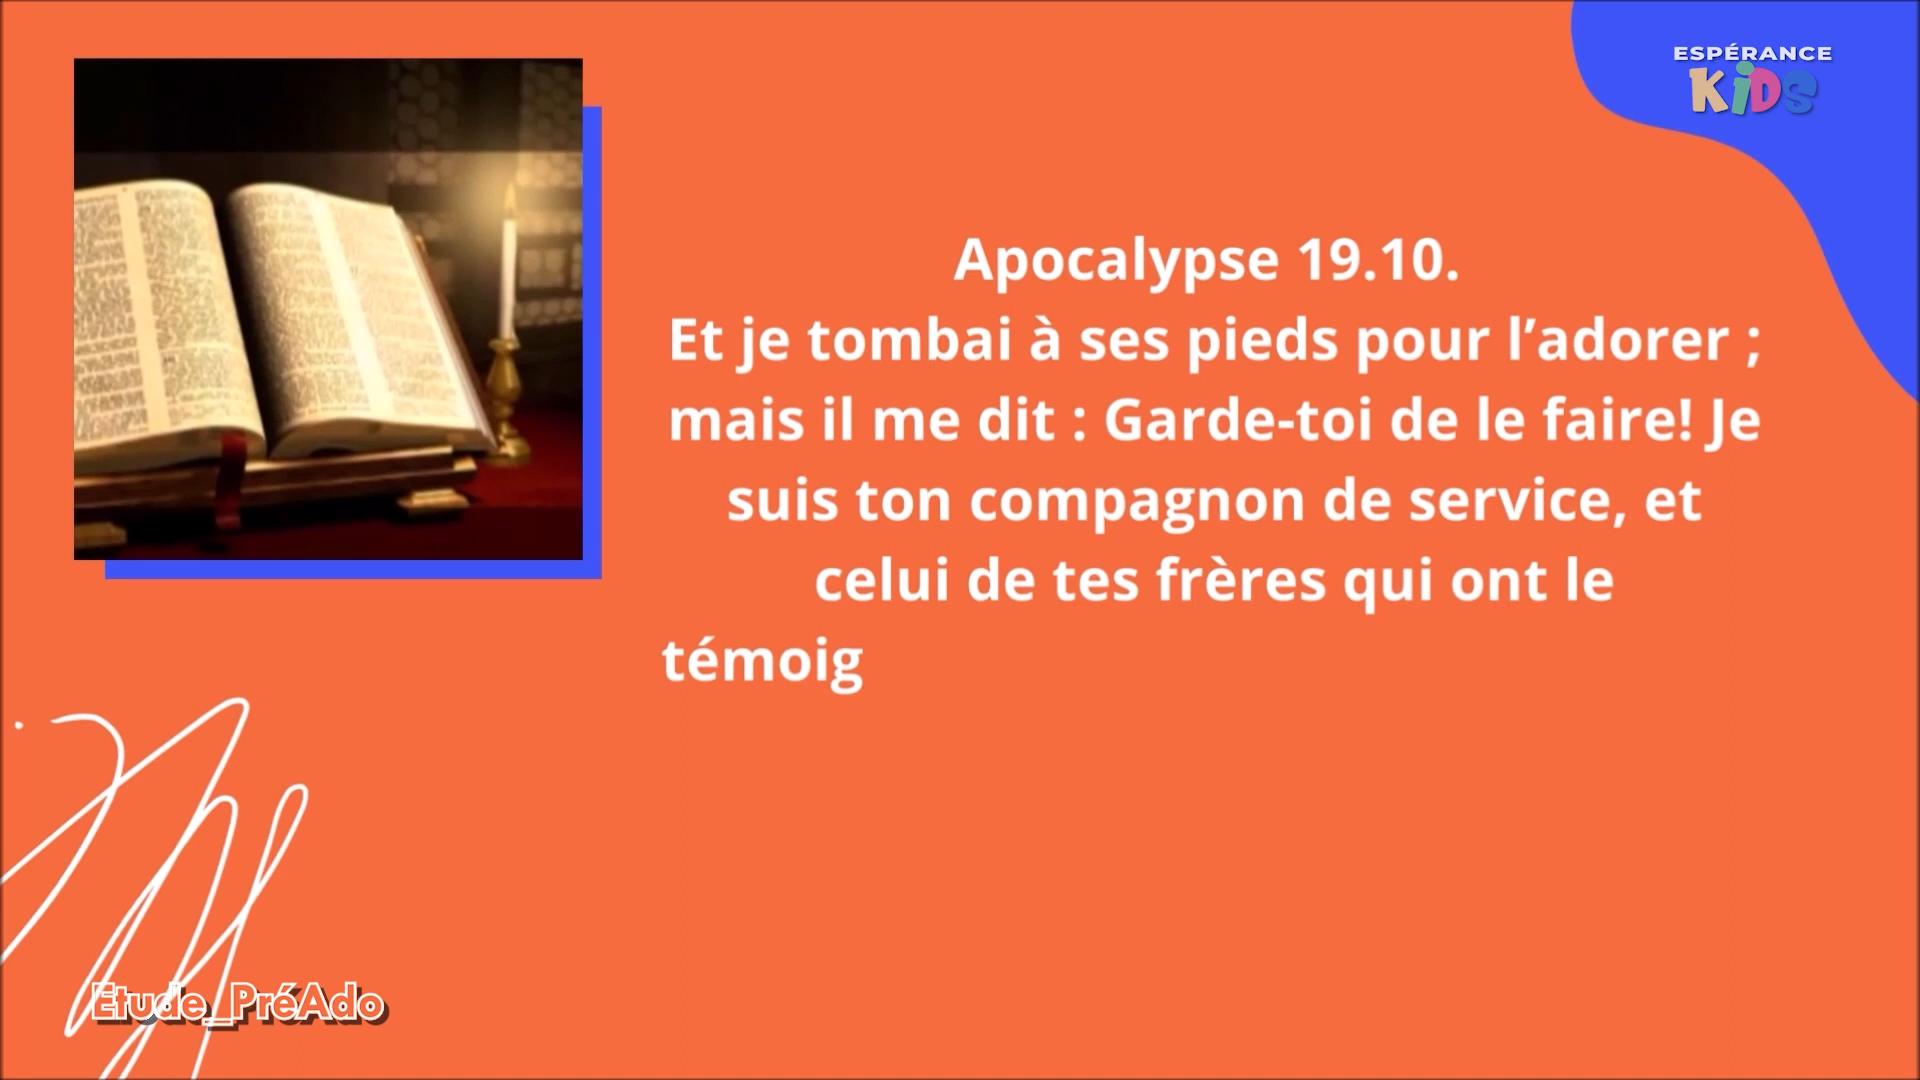 ESPÉRANCE
KiDS
Apocalypse 19.10.
Et je tombai à ses pieds pour l’adorer ;
mais il me dit : Garde-toi de le faire! Je
suis ton compagnon de service, et
celui de tes frères qui ont le
témoig
Etude_PréAdo